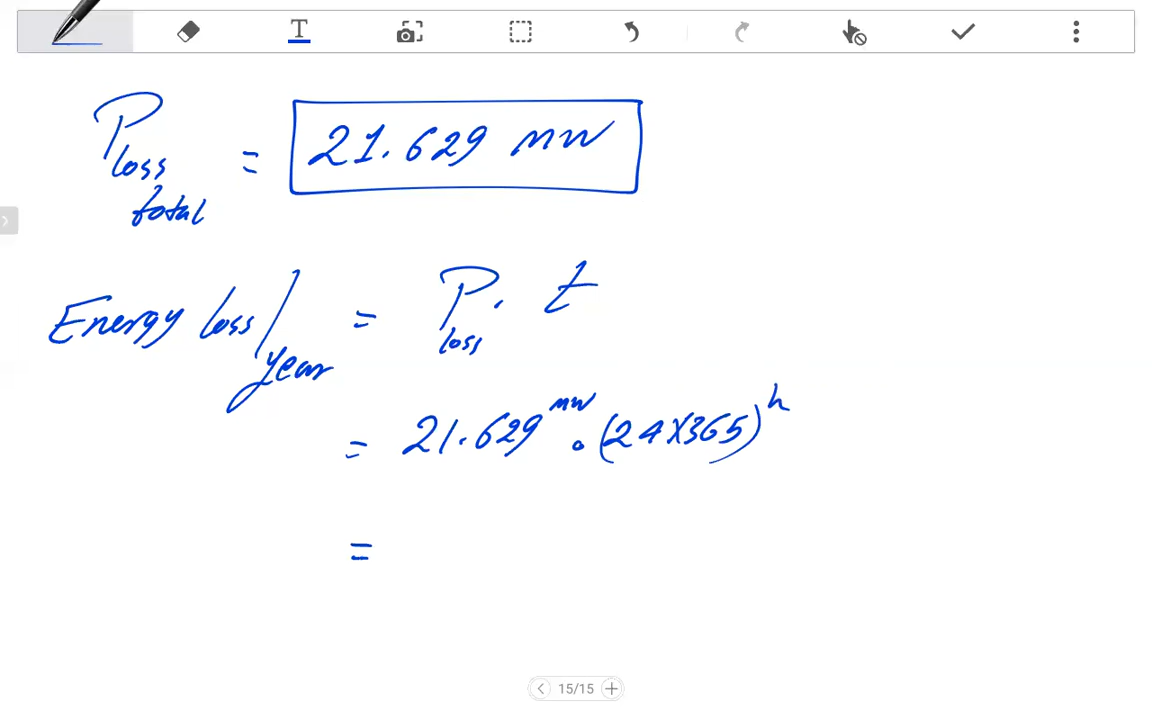 T
P loss total = 21.629 MW
Energy loss/year = P loss . t
= 21.629 MW . (24X365) h
=
15/15